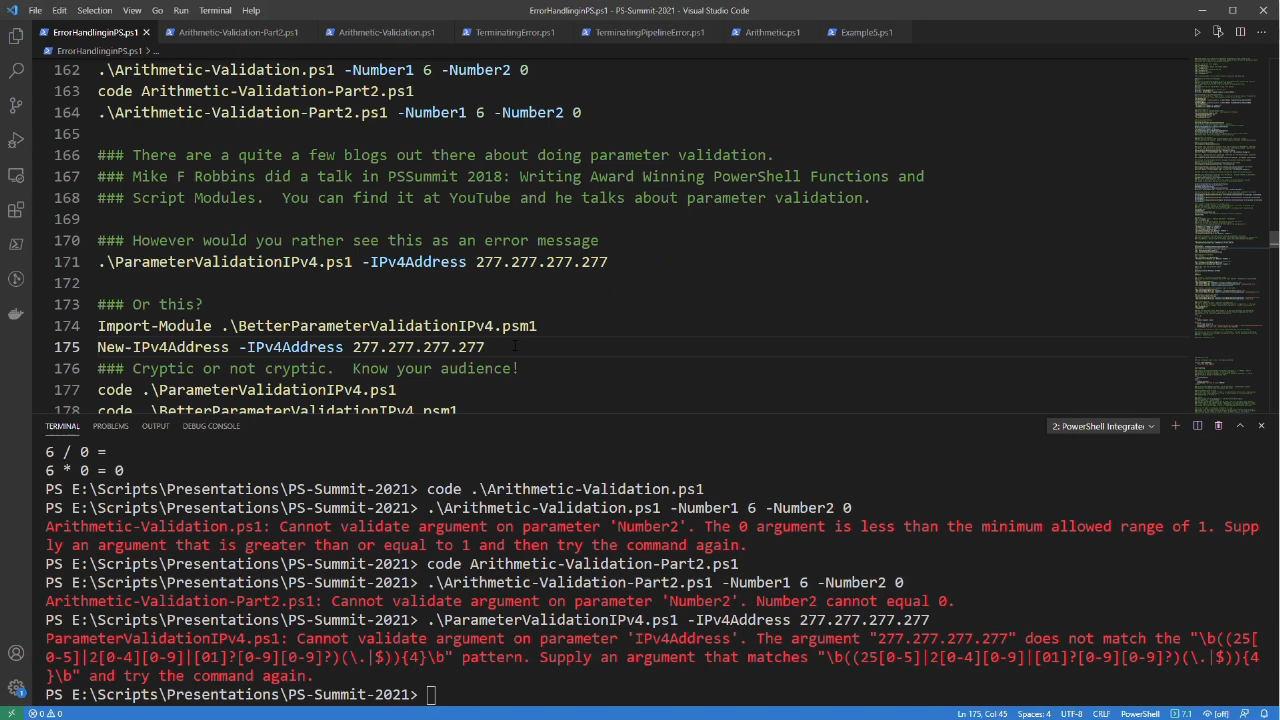 File Edit Selection View Go Run Terminal Help ErrorHandlinginPS.ps1 - PS-Summit-2021 - Visual Studio Code
ErrorHandlinginPS.ps1 Arithmetic-Validation-Part2.ps1 Arithmetic-Validation.ps1 TerminatingError.ps1 TerminatingPipelineError.ps1 Arithmetic.ps1 Example5.ps1
ErrorHandlinginPS.ps1 > ...
162 .\Arithmetic-Validation.ps1 -Number1 6 -Number2 0
163 code Arithmetic-Validation-Part2.ps1
164 .\Arithmetic-Validation-Part2.ps1 -Number1 6 -Number2 0
165
166 ### There are a quite a few blogs out there about using parameter validation.
167 ### Mike F Robbins did a talk in PSSummit 2018 Writing Award Winning PowerShell Functions and
168 ### Script Modules.  You can find it at YouTube and he talks about parameter validation.
169
170 ### However would you rather see this as an error message
171 .\ParameterValidationIPv4.ps1 -IPv4Address 277.277.277.277
172
173 ### Or this?
174 Import-Module .\BetterParameterValidationIPv4.psm1
175 New-IPv4Address -IPv4Address 277.277.277.277
176 ### Cryptic or not cryptic.  Know your audience!
177 code .\ParameterValidationIPv4.ps1
178 code .\BetterParameterValidationIPv4.psm1
TERMINAL PROBLEMS OUTPUT DEBUG CONSOLE 2: PowerShell Integrated
6 / 0 =
6 * 0 = 0
PS E:\Scripts\Presentations\PS-Summit-2021> code .\Arithmetic-Validation.ps1
PS E:\Scripts\Presentations\PS-Summit-2021> .\Arithmetic-Validation.ps1 -Number1 6 -Number2 0
Arithmetic-Validation.ps1: Cannot validate argument on parameter 'Number2'. The 0 argument is less than the minimum allowed range of 1. Supp
ly an argument that is greater than or equal to 1 and then try the command again.
PS E:\Scripts\Presentations\PS-Summit-2021> code Arithmetic-Validation-Part2.ps1
PS E:\Scripts\Presentations\PS-Summit-2021> .\Arithmetic-Validation-Part2.ps1 -Number1 6 -Number2 0
Arithmetic-Validation-Part2.ps1: Cannot validate argument on parameter 'Number2'. Number2 cannot equal 0.
PS E:\Scripts\Presentations\PS-Summit-2021> .\ParameterValidationIPv4.ps1 -IPv4Address 277.277.277.277
ParameterValidationIPv4.ps1: Cannot validate argument on parameter 'IPv4Address'. The argument "277.277.277.277" does not match the "\b((25[
0-5]|2[0-4][0-9]|[01]?[0-9][0-9]?)(\.|$)){4}\b" pattern. Supply an argument that matches "\b((25[0-5]|2[0-4][0-9]|[01]?[0-9][0-9]?)(\.|$)){4
}\b" and try the command again.
PS E:\Scripts\Presentations\PS-Summit-2021>
0 0 Ln 175, Col 45 Spaces: 4 UTF-8 CRLF PowerShell 7.1 [off]